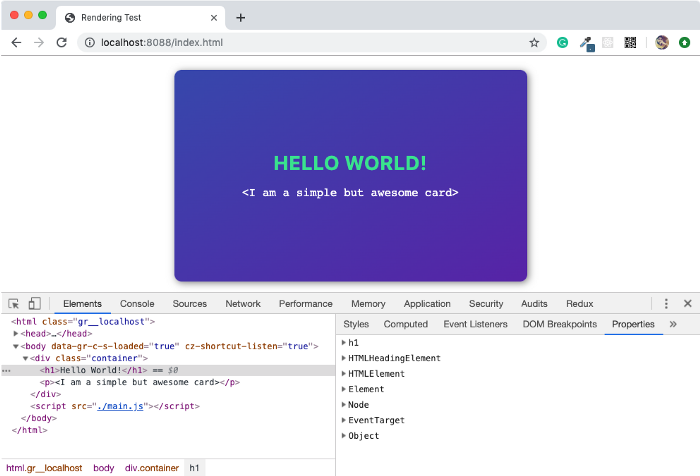 Rendering Test
localhost:8088/index.html
HELLO WORLD!
<I am a simple but awesome card>
Elements Console Sources Network Performance Memory Application Security Audits Redux
<html class="gr__localhost">
<head>…</head>
<body data-gr-c-s-loaded="true" cz-shortcut-listen="true">
<div class="container">
<h1>Hello World!</h1> == $0
<p><I am a simple but awesome card></p>
</div>
<script src="./main.js"></script>
</body>
</html>
html.gr__localhost body div.container h1
Styles Computed Event Listeners DOM Breakpoints Properties »
h1
HTMLHeadingElement
HTMLElement
Element
Node
EventTarget
Object